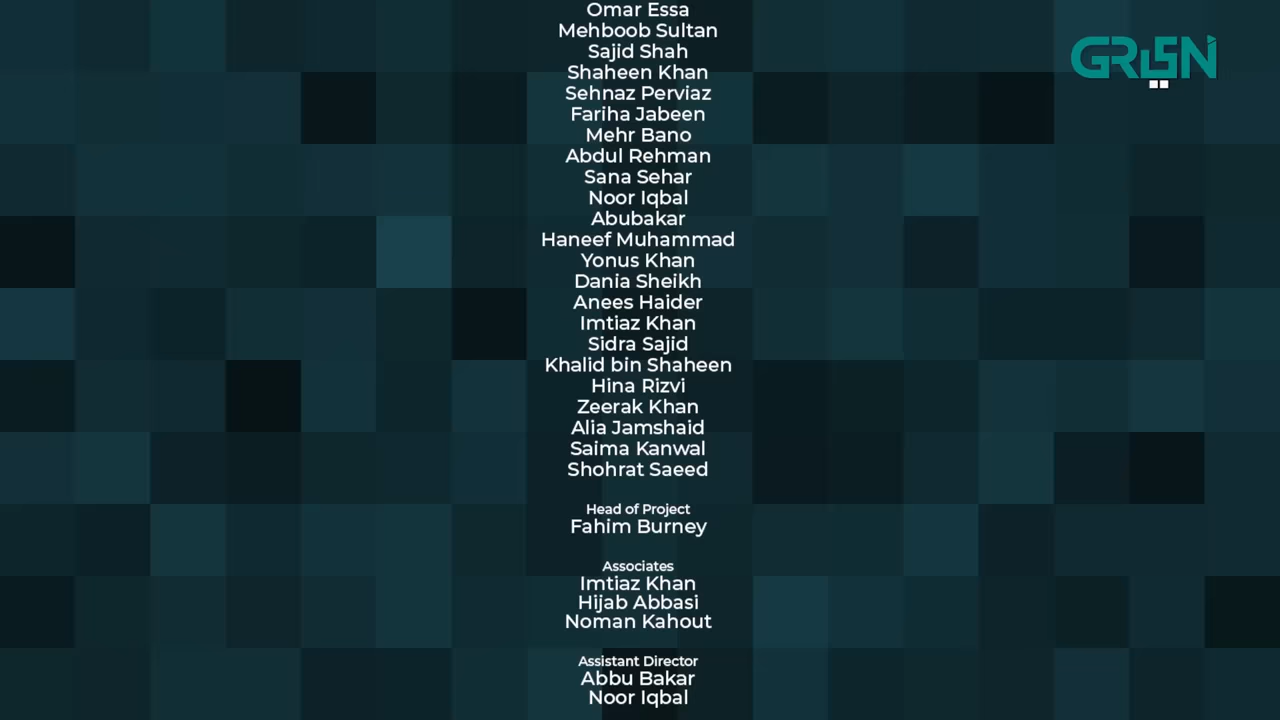 Omar Essa
Mehboob Sultan
Sajid Shah
Shaheen Khan
Sehnaz Perviaz
Fariha Jabeen
Mehr Bano
Abdul Rehman
Sana Sehar
Noor Iqbal
Abubakar
Haneef Muhammad
Yonus Khan
Dania Sheikh
Anees Haider
Imtiaz Khan
Sidra Sajid
Khalid bin Shaheen
Hina Rizvi
Zeerak Khan
Alia Jamshaid
Saima Kanwal
Shohrat Saeed
Head of Project
Fahim Burney
Associates
Imtiaz Khan
Hijab Abbasi
Noman Kahout
Assistant Director
Abbu Bakar
Noor Iqbal
GREEN